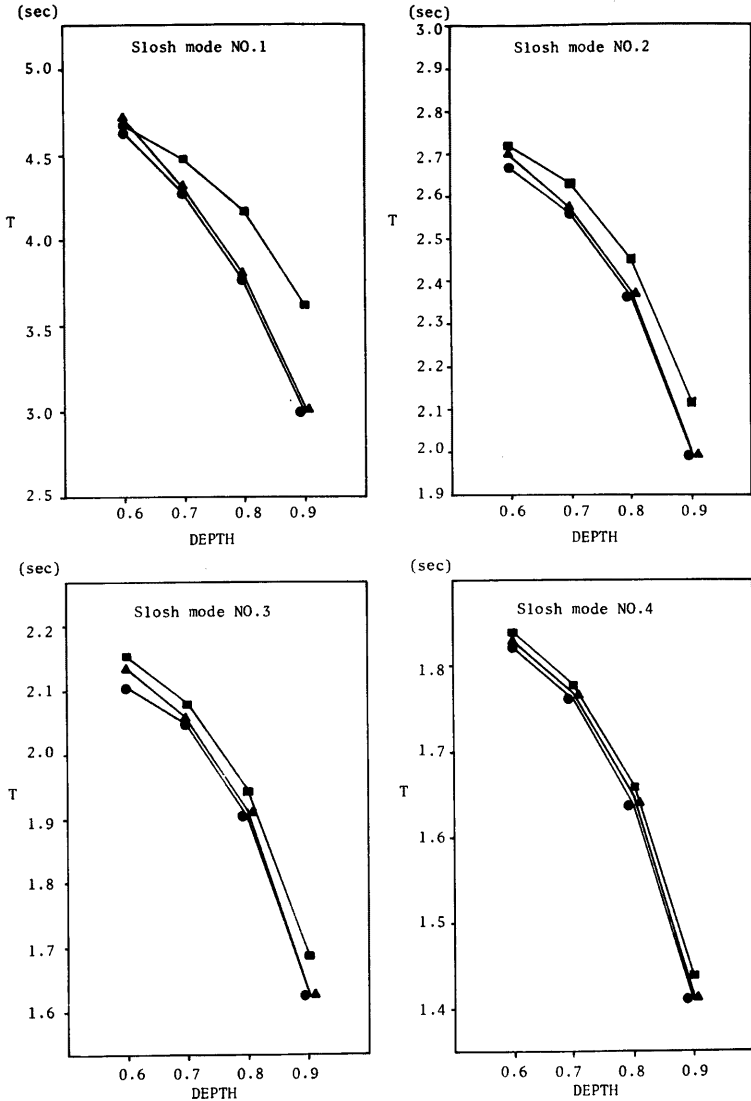 (sec)
Slosh mode NO.1
5.0
4.5
4.0
3.5
3.0
2.5
T
0.6 0.7 0.8 0.9
DEPTH
(sec)
Slosh mode NO.2
3.0
2.9
2.8
2.7
2.6
2.5
2.4
2.3
2.2
2.1
2.0
1.9
T
0.6 0.7 0.8 0.9
DEPTH
(sec)
Slosh mode NO.3
2.2
2.1
2.0
1.9
1.8
1.7
1.6
T
0.6 0.7 0.8 0.9
DEPTH
(sec)
Slosh mode NO.4
1.8
1.7
1.6
1.5
1.4
T
0.6 0.7 0.8 0.9
DEPTH